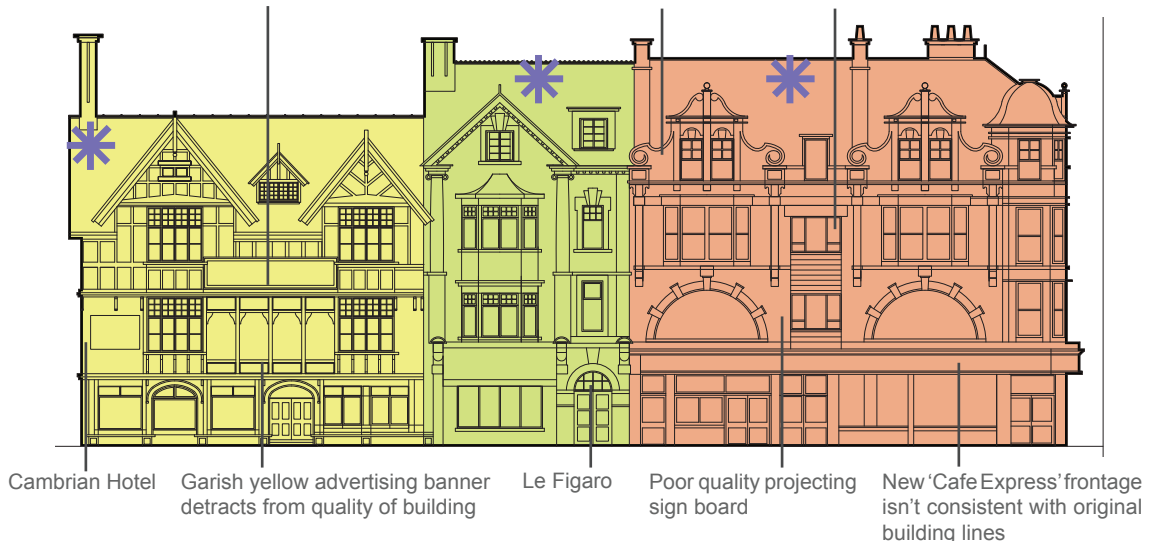 Cambrian Hotel
Garish yellow advertising banner
detracts from quality of building
Le Figaro
Poor quality projecting
sign board
New 'Cafe Express' frontage
isn't consistent with original
building lines